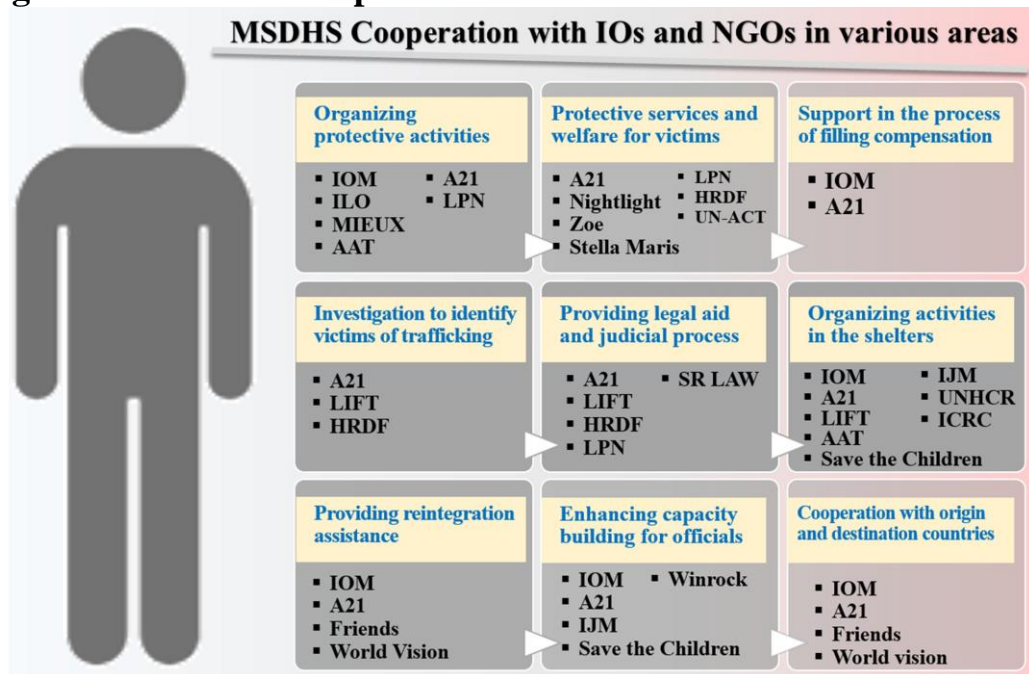 MSDHS Cooperation with IOs and NGOs in various areas
Organizing
protective activities
▪ IOM
▪ ILO
▪ MIEUX
▪ AAT
▪ A21
▪ LPN
Protective services and
welfare for victims
▪ A21
▪ Nightlight
▪ Zoe
▪ Stella Maris
▪ LPN
▪ HRDF
▪ UN-ACT
Support in the process
of filling compensation
▪ IOM
▪ A21
Investigation to identify
victims of trafficking
▪ A21
▪ LIFT
▪ HRDF
Providing legal aid
and judicial process
▪ A21
▪ LIFT
▪ HRDF
▪ LPN
▪ SR LAW
Organizing activities
in the shelters
▪ IOM
▪ A21
▪ LIFT
▪ AAT
▪ Save the Children
▪ IJM
▪ UNHCR
▪ ICRC
Providing reintegration
assistance
▪ IOM
▪ A21
▪ Friends
▪ World Vision
Enhancing capacity
building for officials
▪ IOM
▪ A21
▪ IJM
▪ Save the Children
▪ Winrock
Cooperation with origin
and destination countries
▪ IOM
▪ A21
▪ Friends
▪ World vision